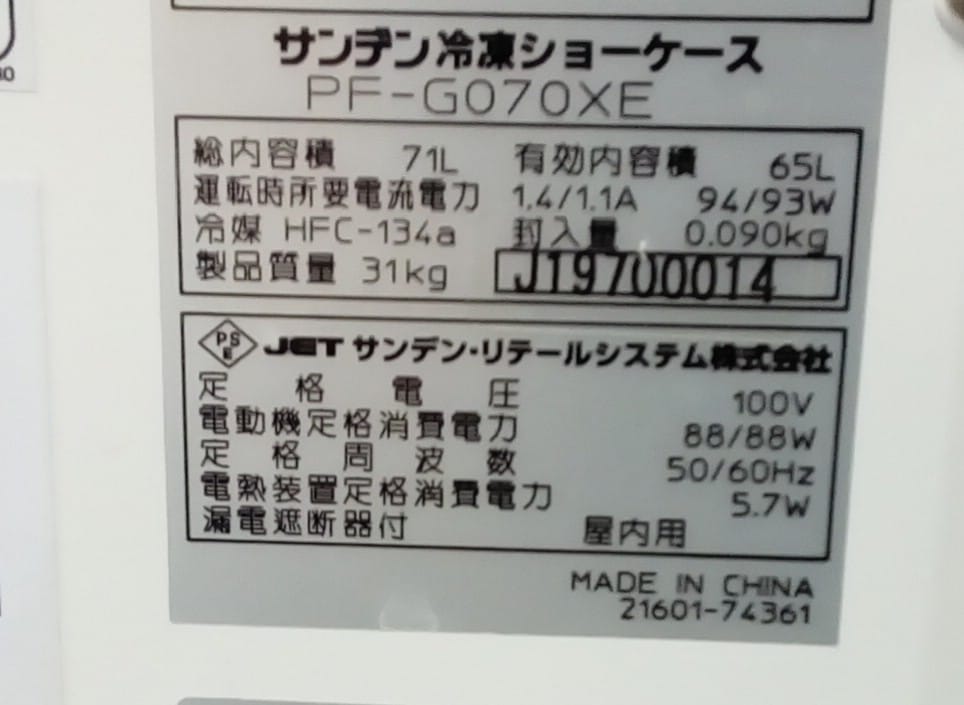 サンデン冷凍ショーケース
PF-G070XE
総内容積 71L 有効内容積 65L
運転時所要電流電力 1.4/1.1A 94/93W
冷媒 HFC-134a 封入量 0.090kg
製品質量 31kg J19700014
PSE JET サンデン・リテールシステム株式会社
定格電圧 100V
電動機定格消費電力 88/88W
定格周波数 50/60Hz
電熱装置定格消費電力 5.7W
漏電遮断器付 屋内用
MADE IN CHINA
21601-74361